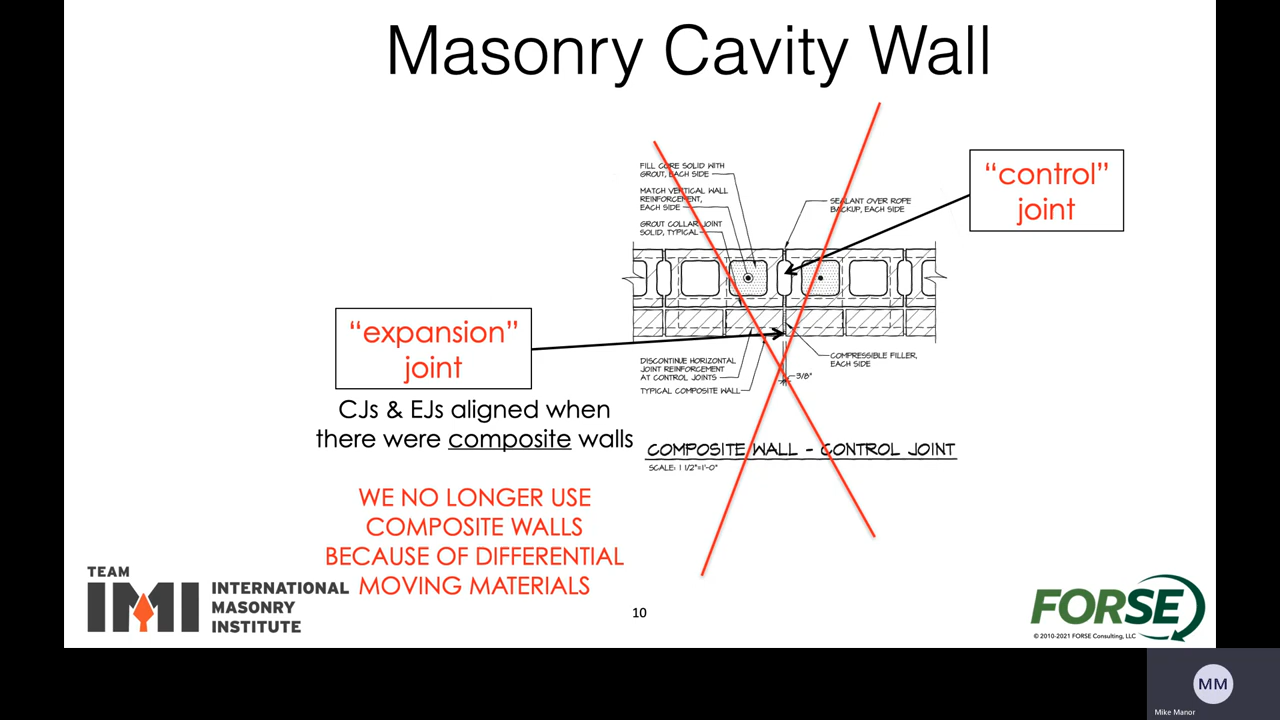 Masonry Cavity Wall
FILL CORE SOLID WITH
GROUT, EACH SIDE
MATCH VERTICAL WALL
REINFORCEMENT,
EACH SIDE
GROUT COLLAR JOINT
SOLID, TYPICAL
SEALANT OVER ROPE
BACKUP, EACH SIDE
“control”
joint
“expansion”
joint
DISCONTINUE HORIZONTAL
JOINT REINFORCEMENT
AT CONTROL JOINTS
TYPICAL COMPOSITE WALL
COMPRESSIBLE FILLER,
EACH SIDE
3/8"
CJs & EJs aligned when
there were composite walls
COMPOSITE WALL - CONTROL JOINT
SCALE: 1 1/2"=1'-0"
WE NO LONGER USE
COMPOSITE WALLS
BECAUSE OF DIFFERENTIAL
MOVING MATERIALS
TEAM
IMI
INTERNATIONAL
MASONRY
INSTITUTE
10
FORSE
© 2010-2021 FORSE Consulting, LLC
MM
Mike Manor